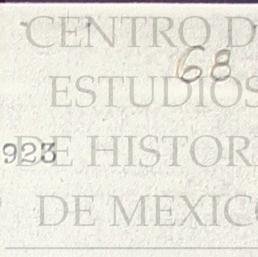 CENTRO D
68
ESTUDIOS
923
DE HISTOR
DE MEXIC